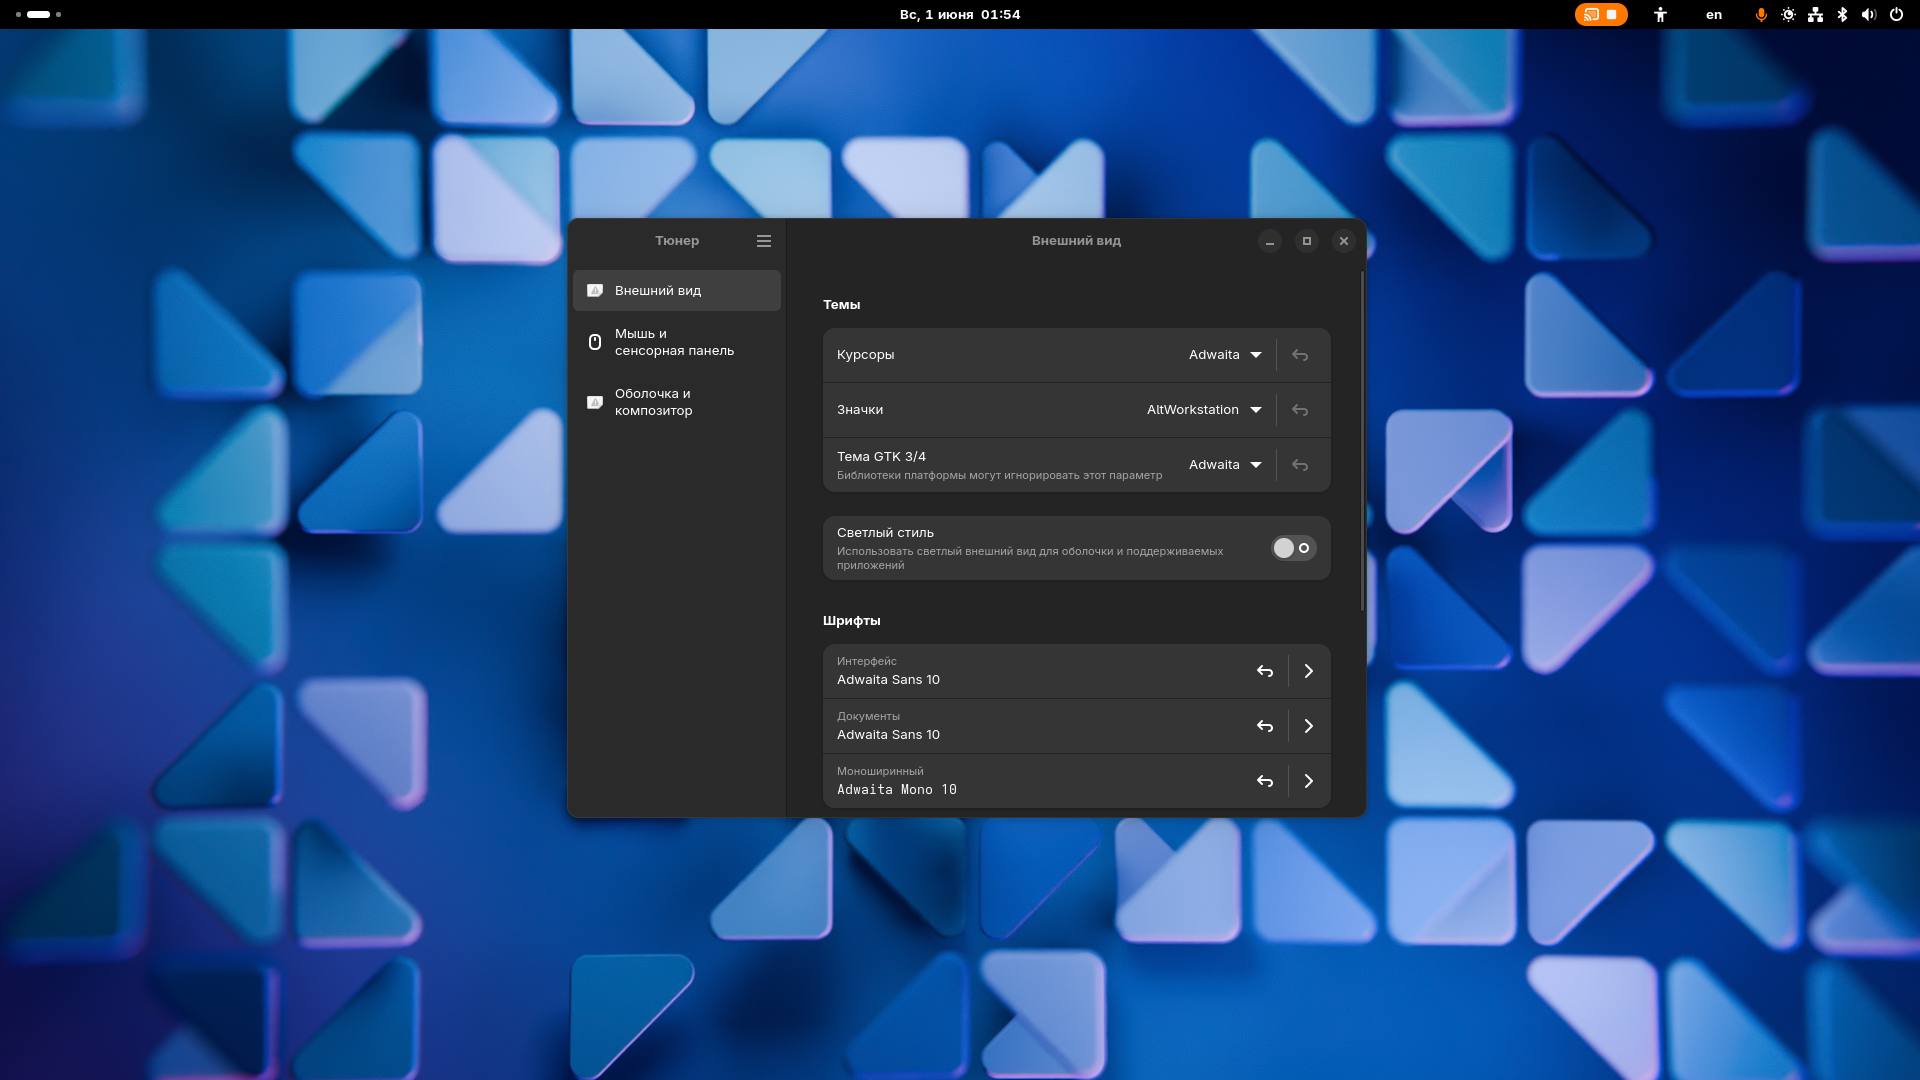 Вс, 1 июня 01:54
en
Тюнер
Внешний вид
Мышь и
сенсорная панель
Оболочка и
композитор
Внешний вид
Темы
Курсоры
Adwaita
Значки
AltWorkstation
Тема GTK 3/4
Библиотеки платформы могут игнорировать этот параметр
Adwaita
Светлый стиль
Использовать светлый внешний вид для оболочки и поддерживаемых
приложений
Шрифты
Интерфейс
Adwaita Sans 10
Документы
Adwaita Sans 10
Моноширинный
Adwaita Mono 10